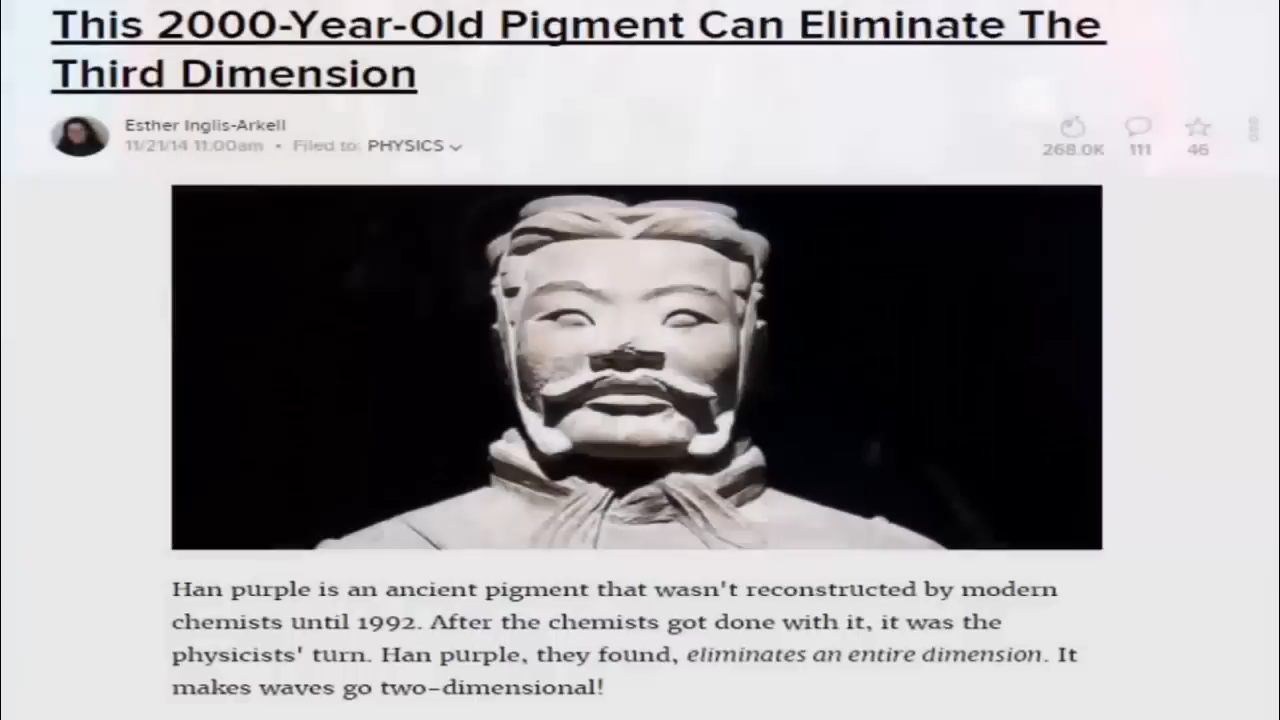 This 2000-Year-Old Pigment Can Eliminate The
Third Dimension
Esther Inglis-Arkell
11/21/14 11:00am • Filed to: PHYSICS
268.0K 111 46
Han purple is an ancient pigment that wasn't reconstructed by modern
chemists until 1992. After the chemists got done with it, it was the
physicists' turn. Han purple, they found, eliminates an entire dimension. It
makes waves go two-dimensional!